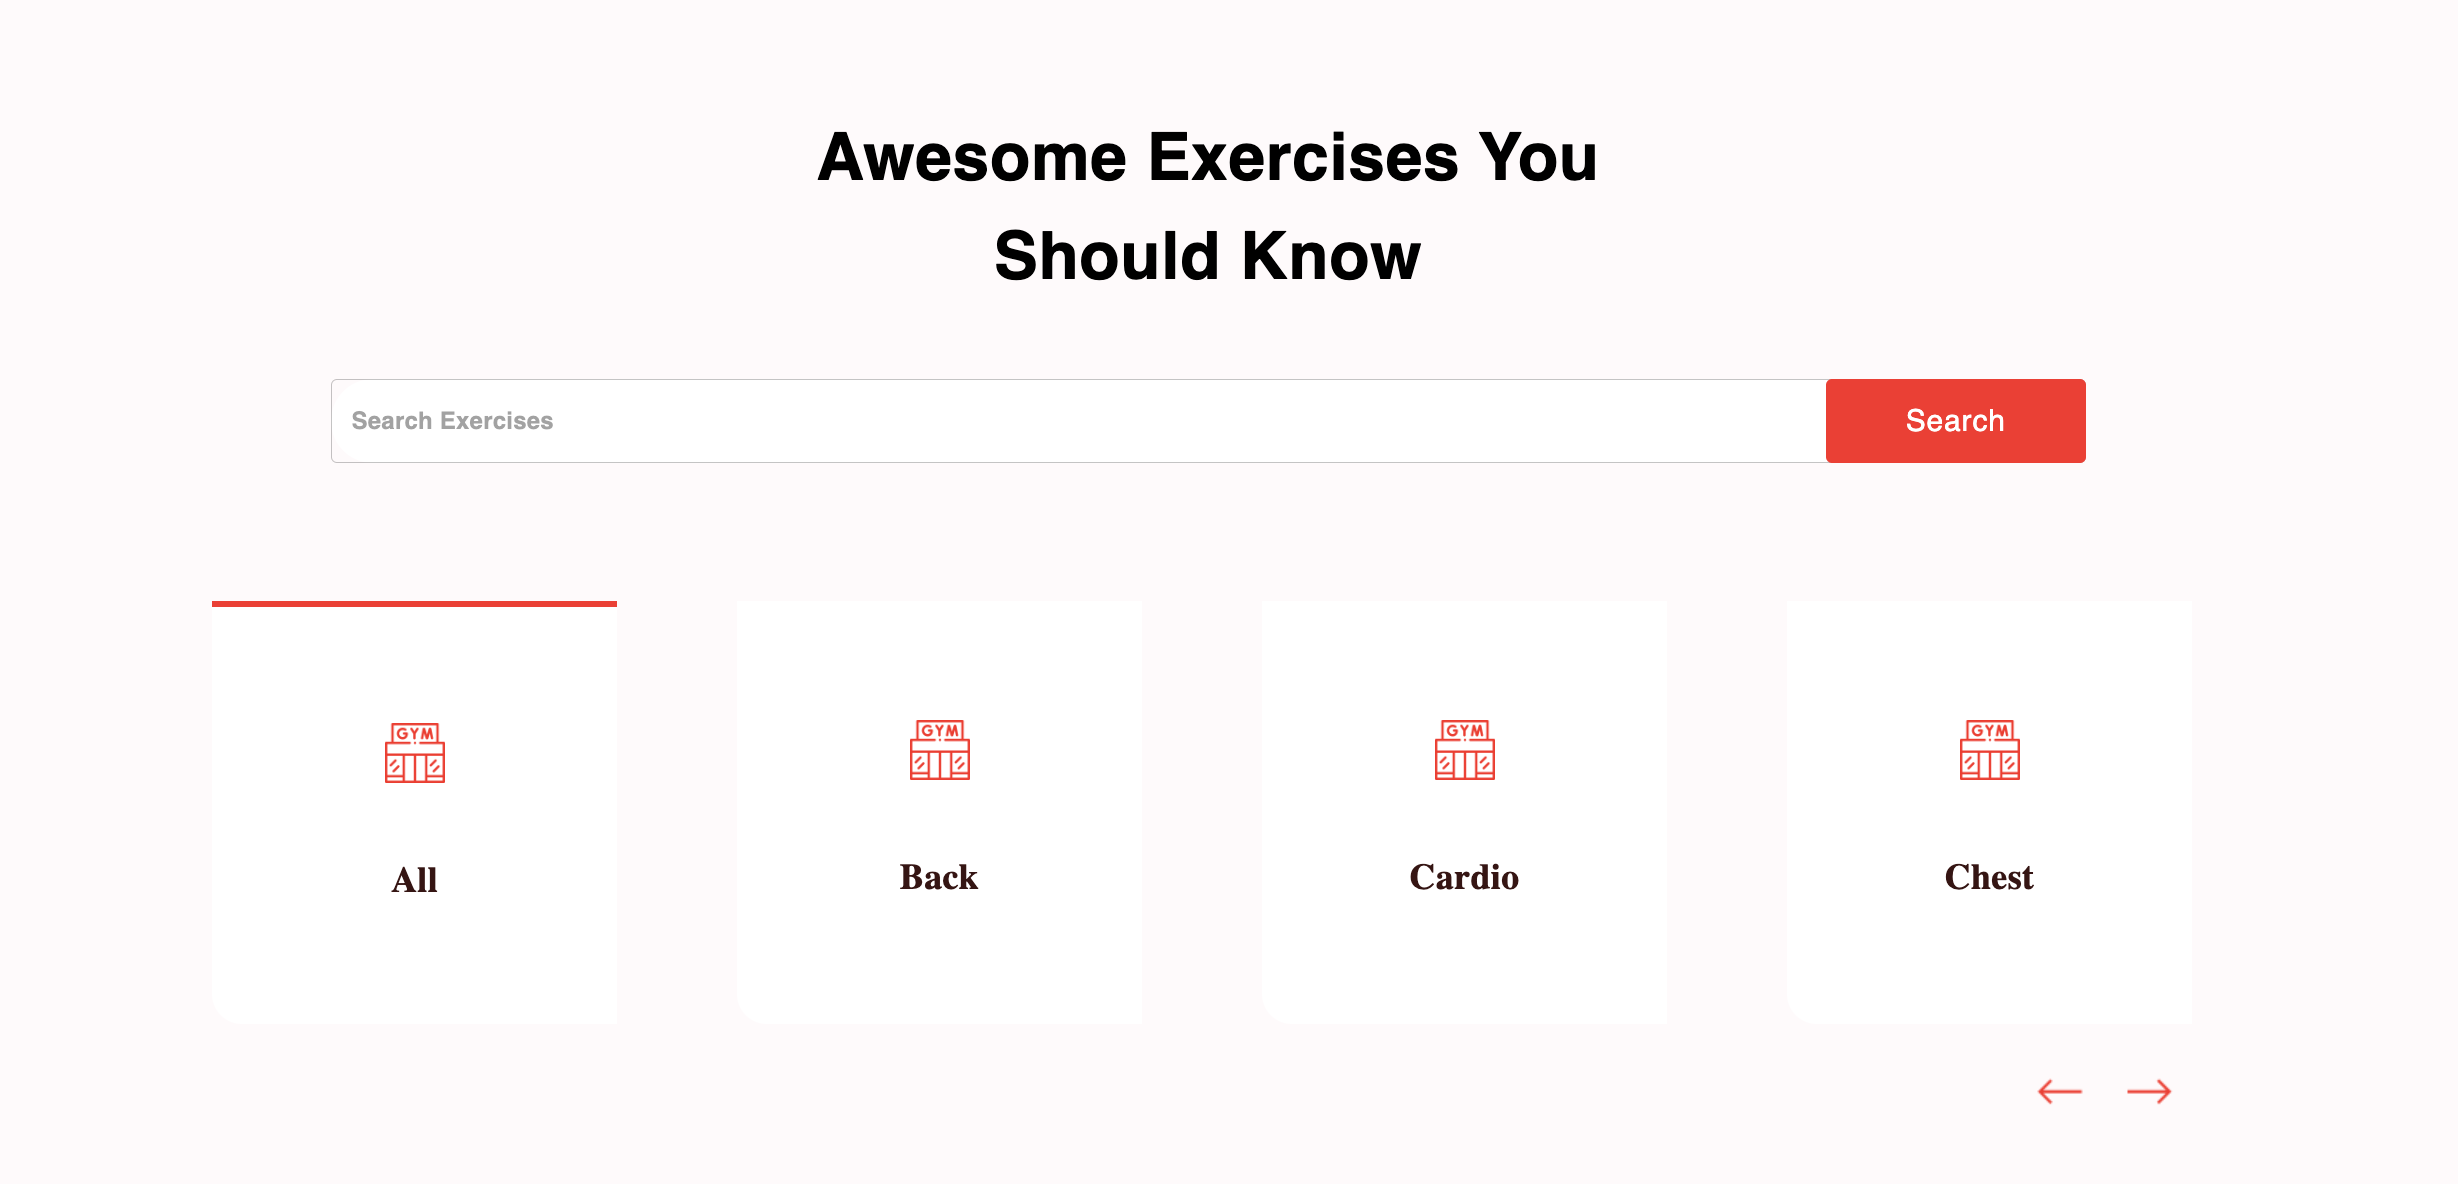 Awesome Exercises You
Should Know
Search Exercises
Search
GYM
GYM
GYM
GYM
All
Back
Cardio
Chest